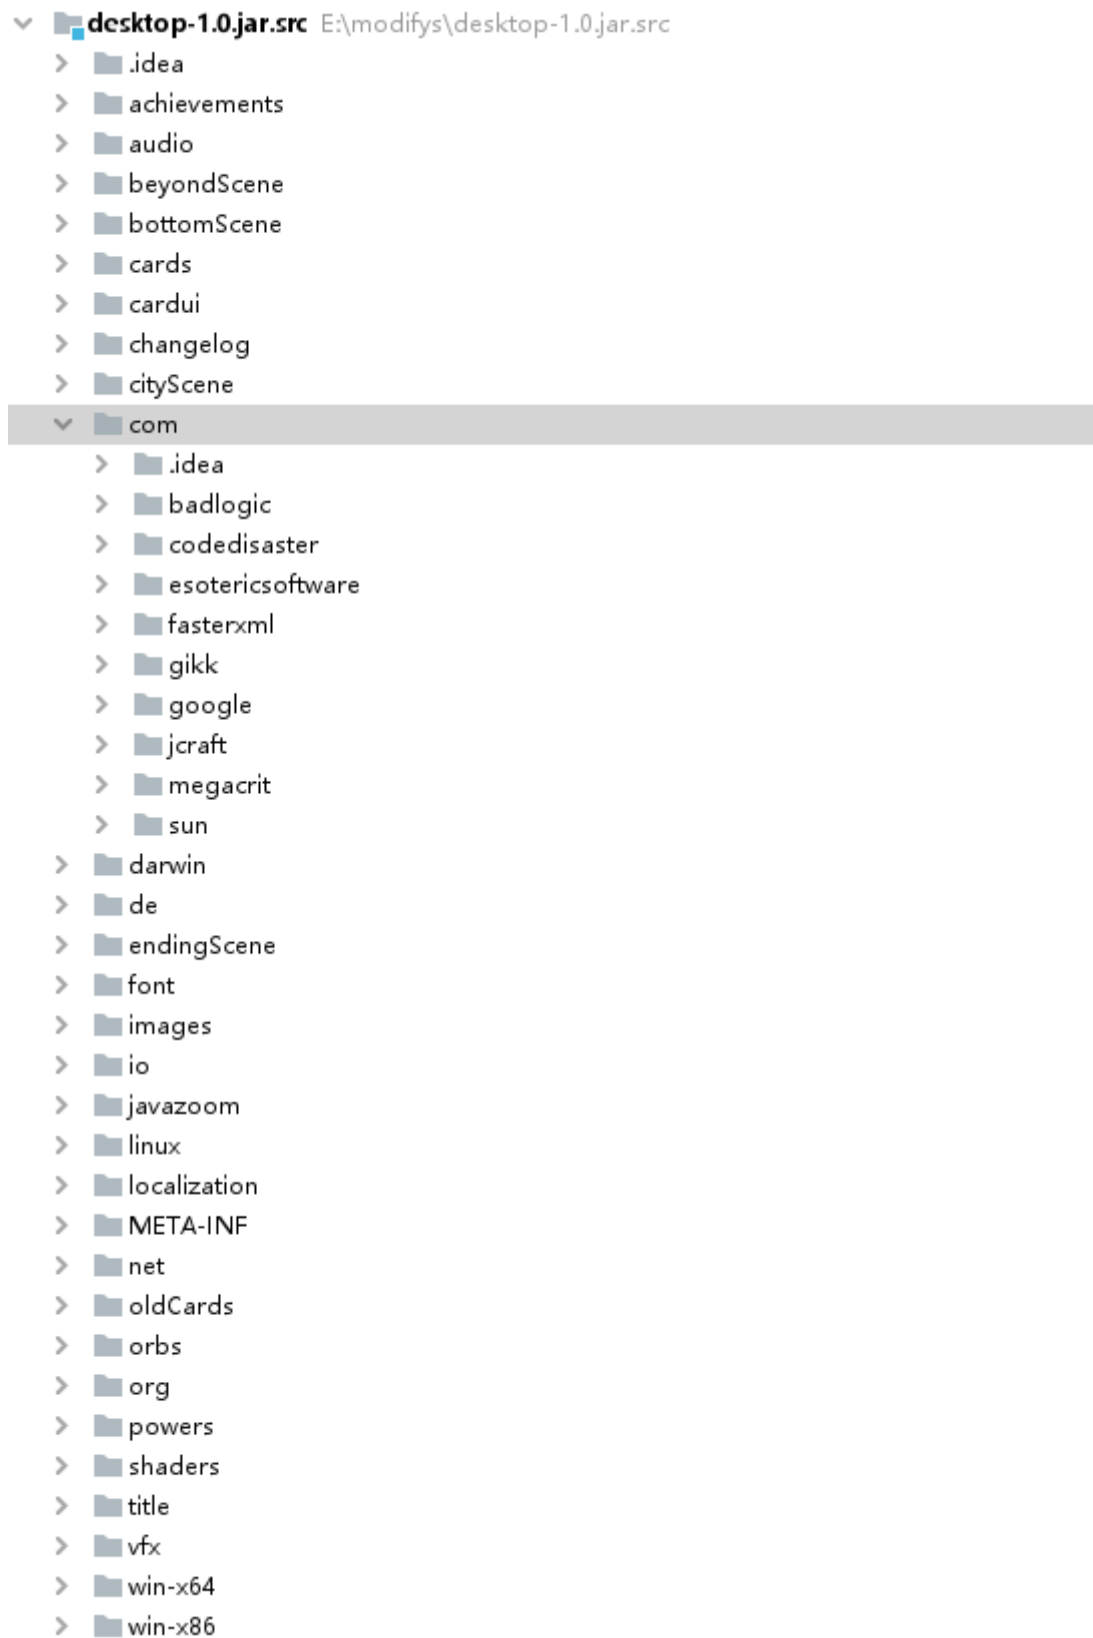 desktop-1.0.jar.src E:\modifys\desktop-1.0.jar.src
.idea
achievements
audio
beyondScene
bottomScene
cards
cardui
changelog
cityScene
com
.idea
badlogic
codedisaster
esotericsoftware
fasterxml
gikk
google
jcraft
megacrit
sun
darwin
de
endingScene
font
images
io
javazoom
linux
localization
META-INF
net
oldCards
orbs
org
powers
shaders
title
vfx
win-x64
win-x86